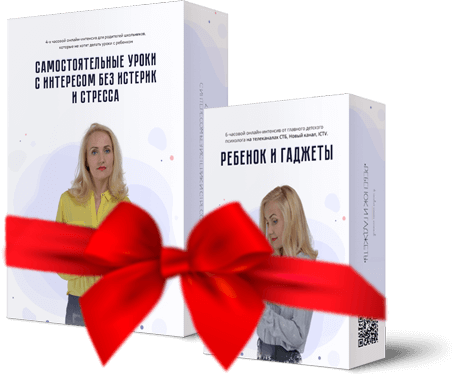 4-х часовой онлайн-интенсив для родителей школьников,
которые не хотят делать уроки с ребенком
САМОСТОЯТЕЛЬНЫЕ УРОКИ
С ИНТЕРЕСОМ БЕЗ ИСТЕРИК
И СТРЕССА
6-часовой онлайн-интенсив от главного детского
психолога на телеканалах СТБ, Новый канал, ICTV.
РЕБЕНОК И ГАДЖЕТЫ